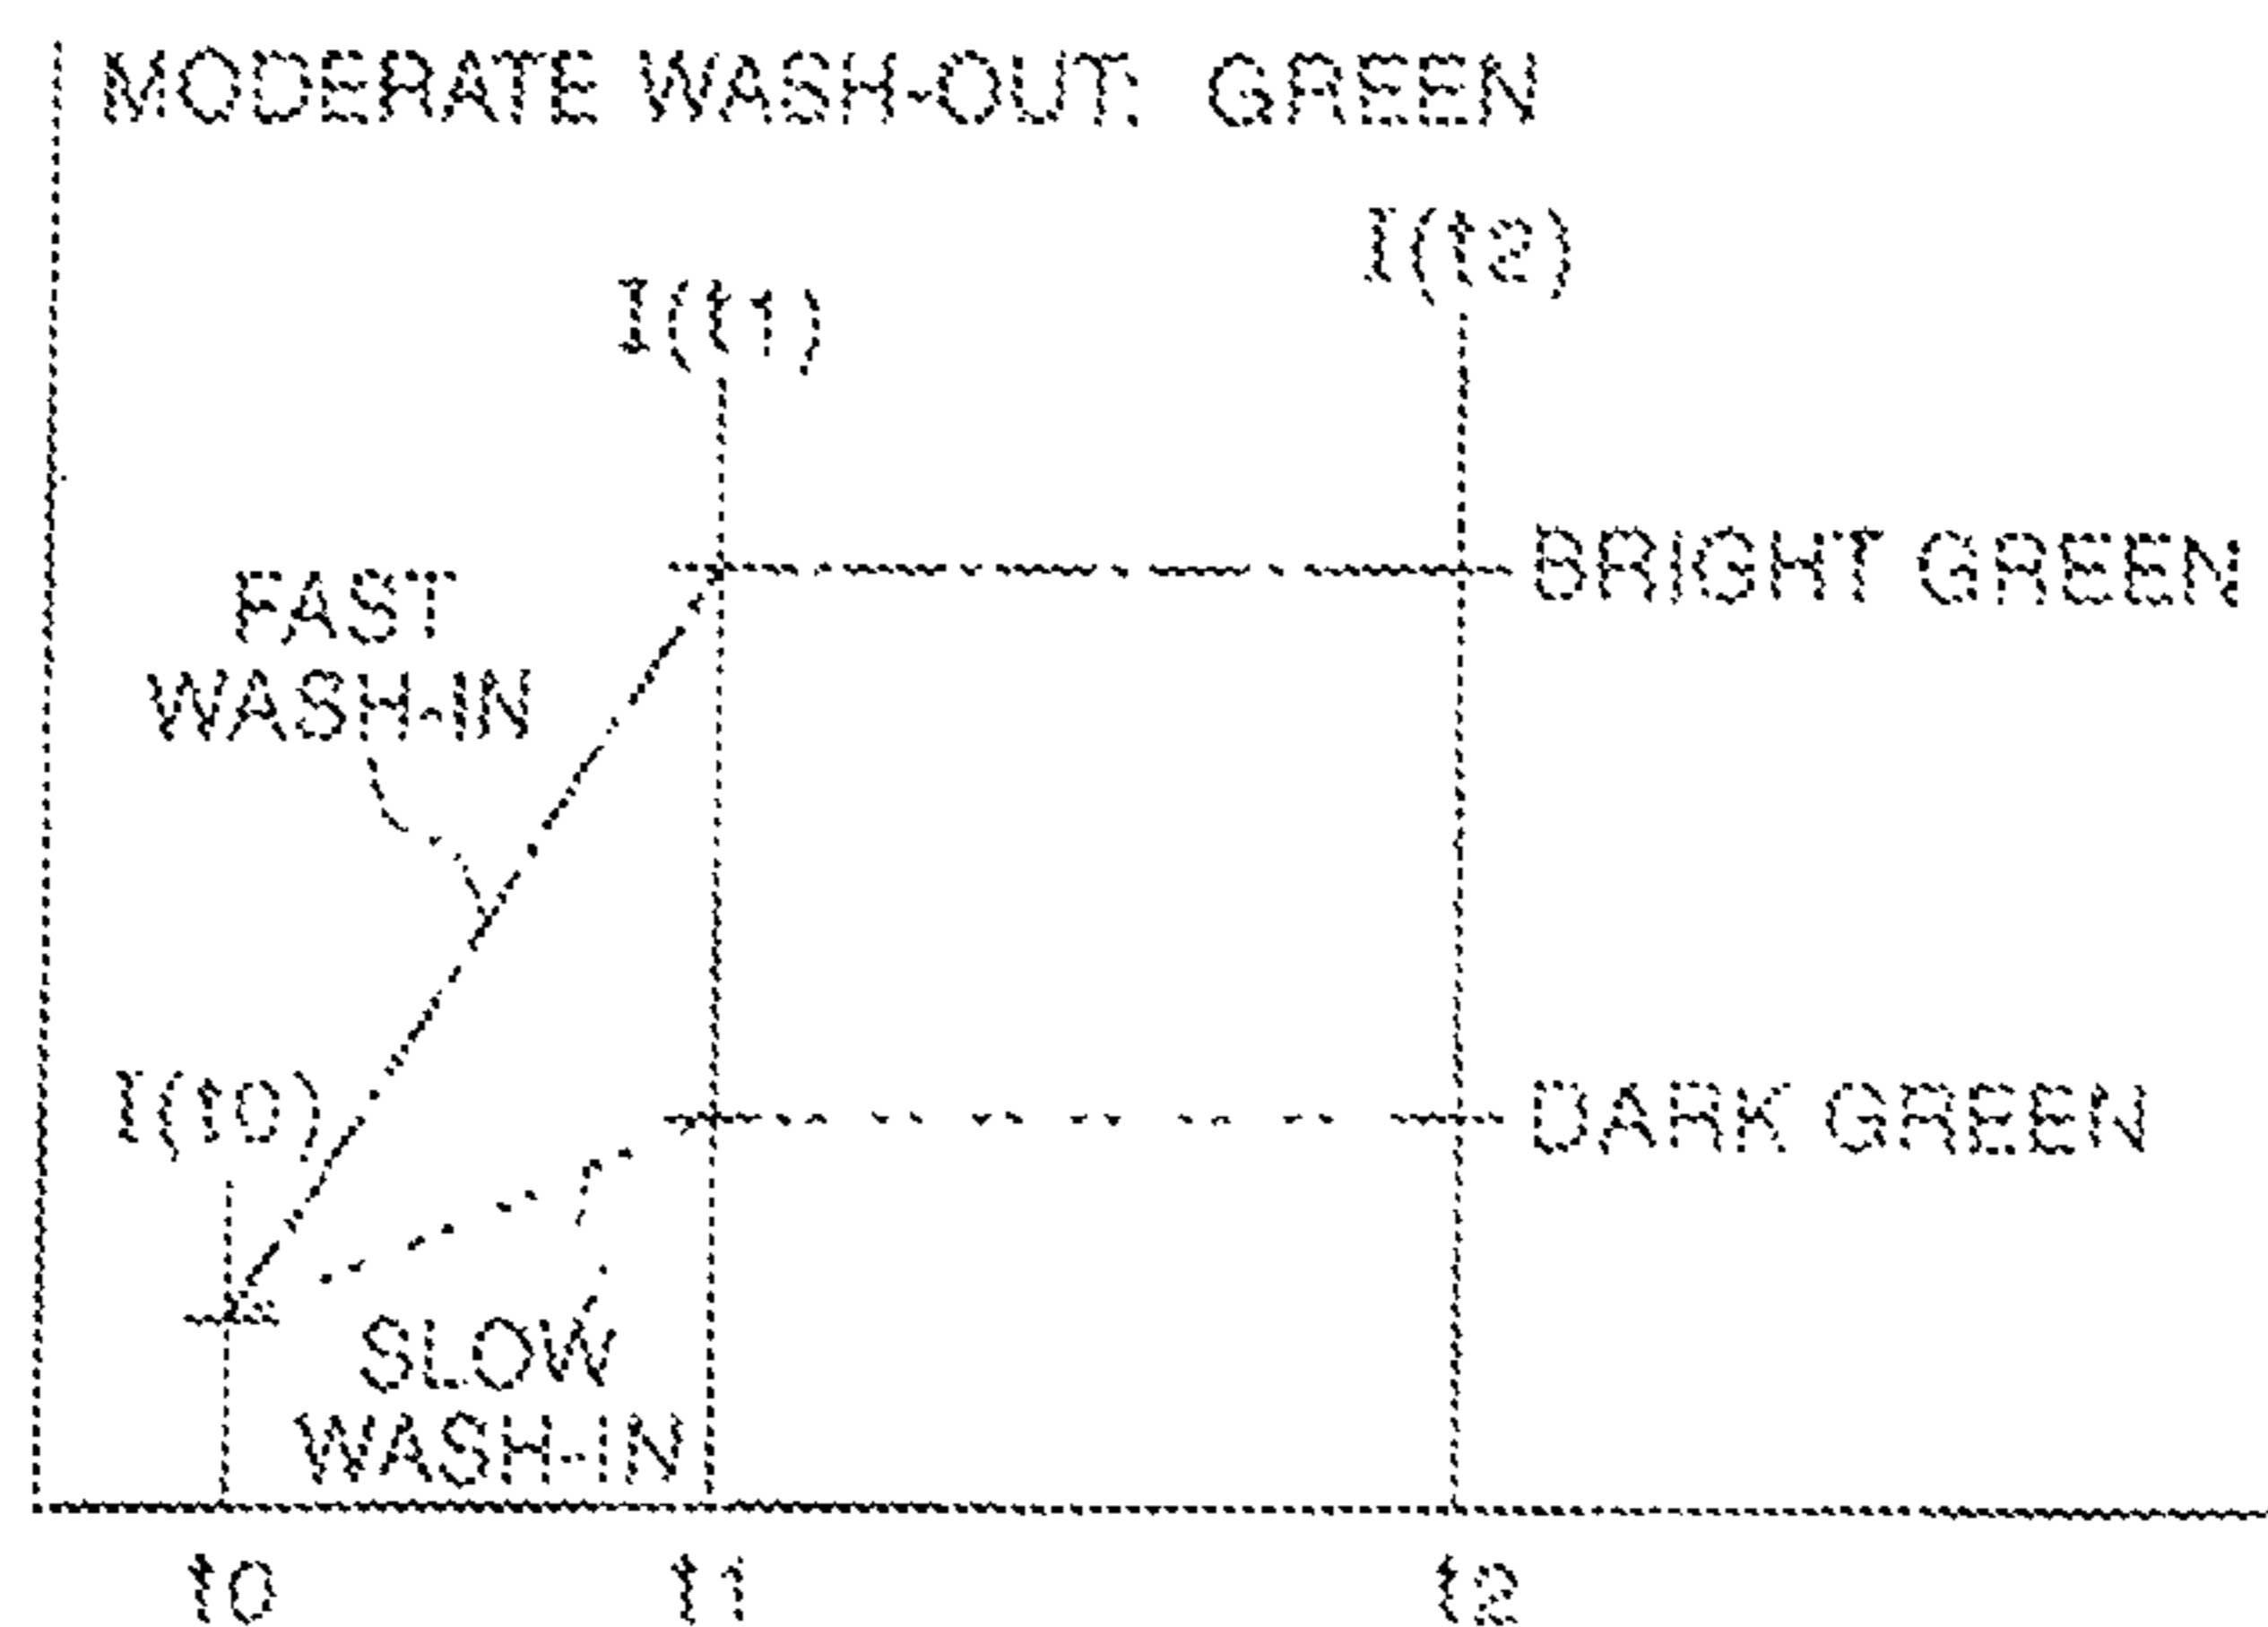 MODERATE WASH-OUT: GREEN
I(t2)
I(t1)
BRIGHT GREEN
FAST
WASH-IN
I(t0)
DARK GREEN
SLOW
WASH-IN
t0 t1 t2